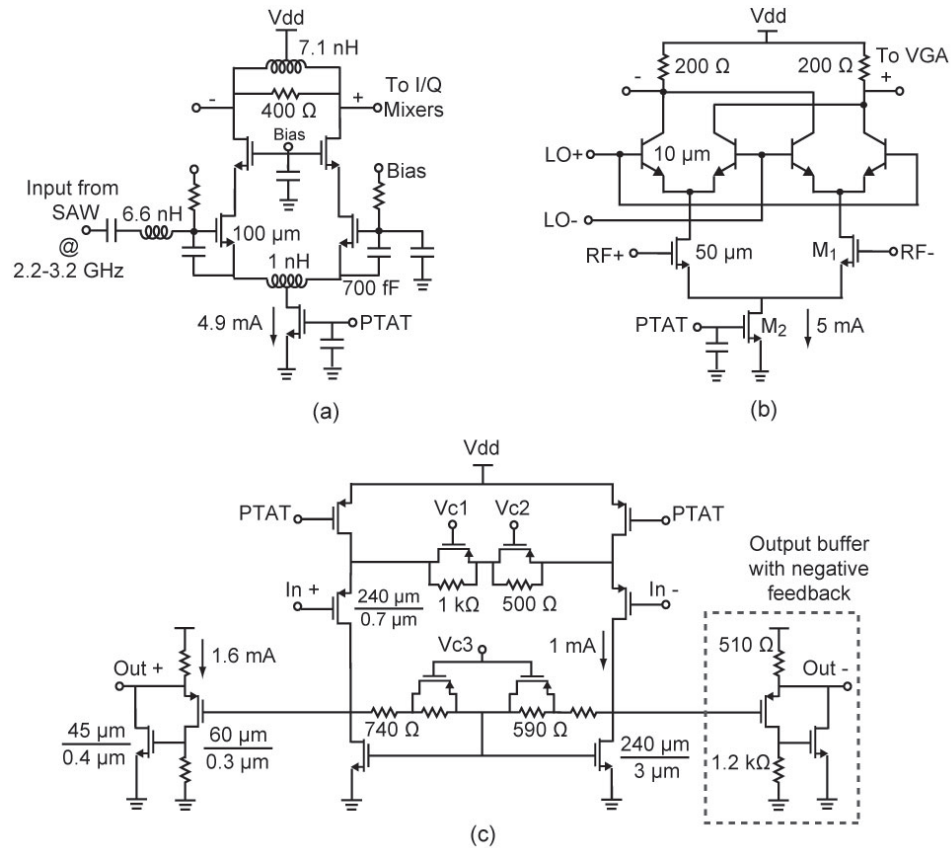 Vdd
7.1 nH
-
+
To I/Q
Mixers
400 Ω
Bias
Bias
Input from
SAW
@
2.2-3.2 GHz
6.6 nH
100 µm
1 nH
700 fF
4.9 mA
PTAT
(a)
Vdd
200 Ω
200 Ω
To VGA
-
+
LO+
10 µm
LO-
RF+
50 µm
M1
RF-
PTAT
M2
5 mA
(b)
Vdd
PTAT
PTAT
Vc1
Vc2
In +
In -
240 µm
0.7 µm
1 kΩ
500 Ω
Output buffer
with negative
feedback
Vc3
1 mA
1.6 mA
Out +
510 Ω
Out -
740 Ω
590 Ω
45 µm
0.4 µm
60 µm
0.3 µm
240 µm
3 µm
1.2 kΩ
(c)